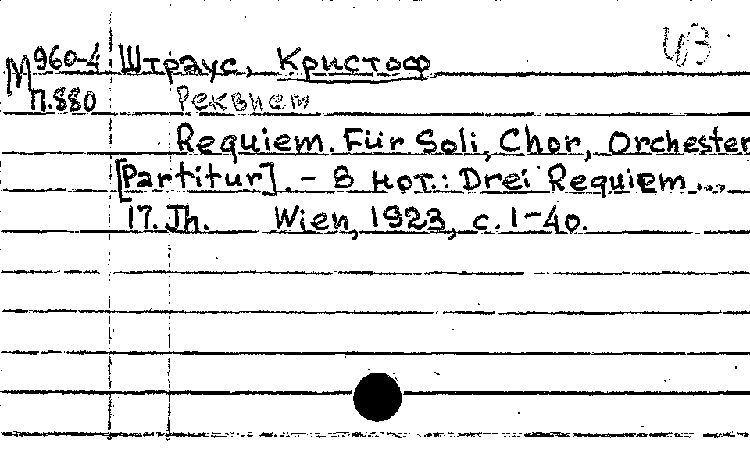 М 960-4 Штраус, Кристоф
П.880 Реквием
Requiem. Für Soli, Chor, Orchester
[Partitur]. - В нот.: Drei Requiem ...
17. Jh. Wien, 1923, с. 1-40.